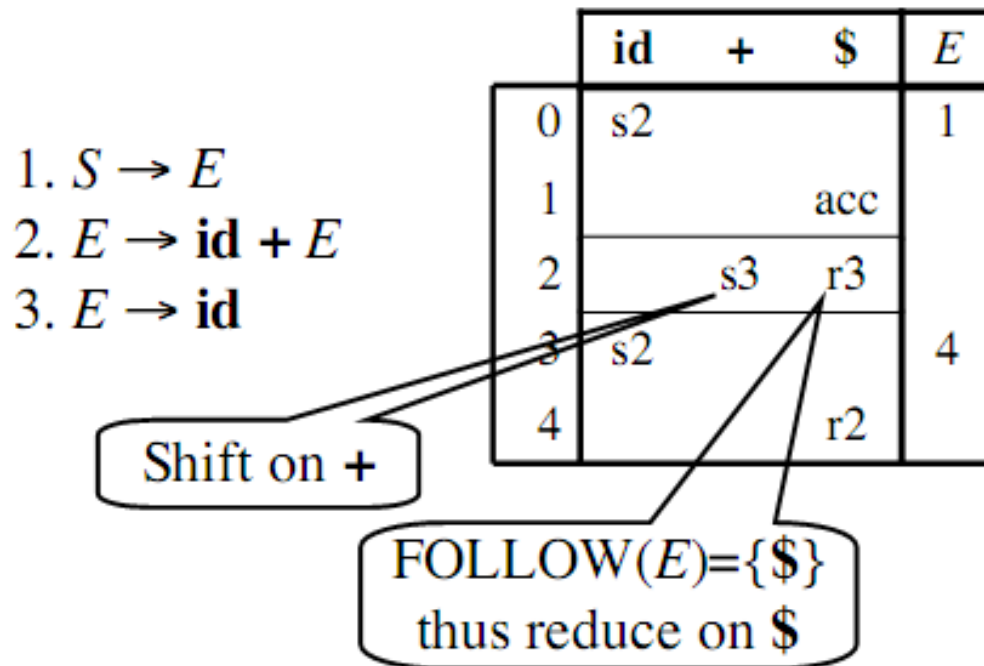 1. S → E
2. E → id + E
3. E → id
id + $ E
0 s2 1
1 acc
2 s3 r3
3 s2 4
4 r2
Shift on +
FOLLOW(E)={$}
thus reduce on $